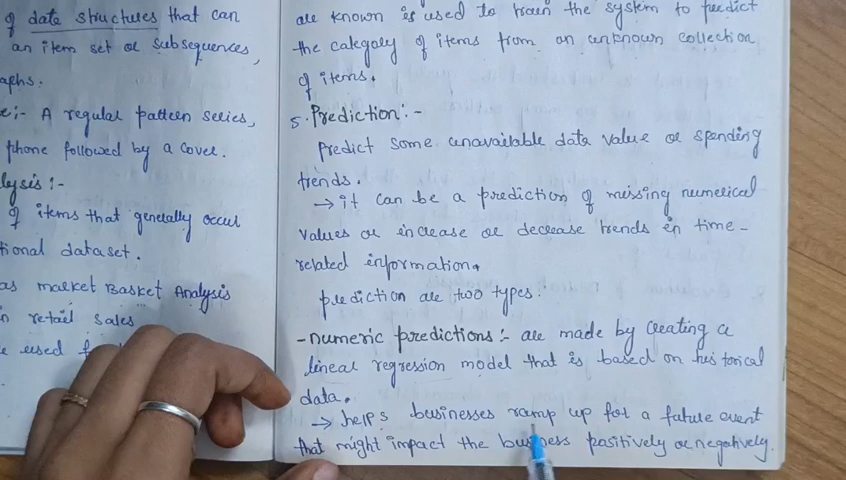 of data structures that can
an item set or subsequences,
aphs.
e:- A regular pattern series,
phone followed by a cover.
lysis :-
of items that generally occur
tional dataset.
as market Basket Analysis
in retail sales
e used f
are known is used to train the system to predict
the category of items from an unknown collection
of items.
5. Prediction :-
predict some unavailable data value or spending
trends.
→ it can be a prediction of missing numerical
values or increase or decrease trends in time-
related information.
prediction are two types.
- numeric predictions :- are made by creating a
linear regression model that is based on historical
data.
→ helps businesses ramp up for a future event
that might impact the business positively or negatively.